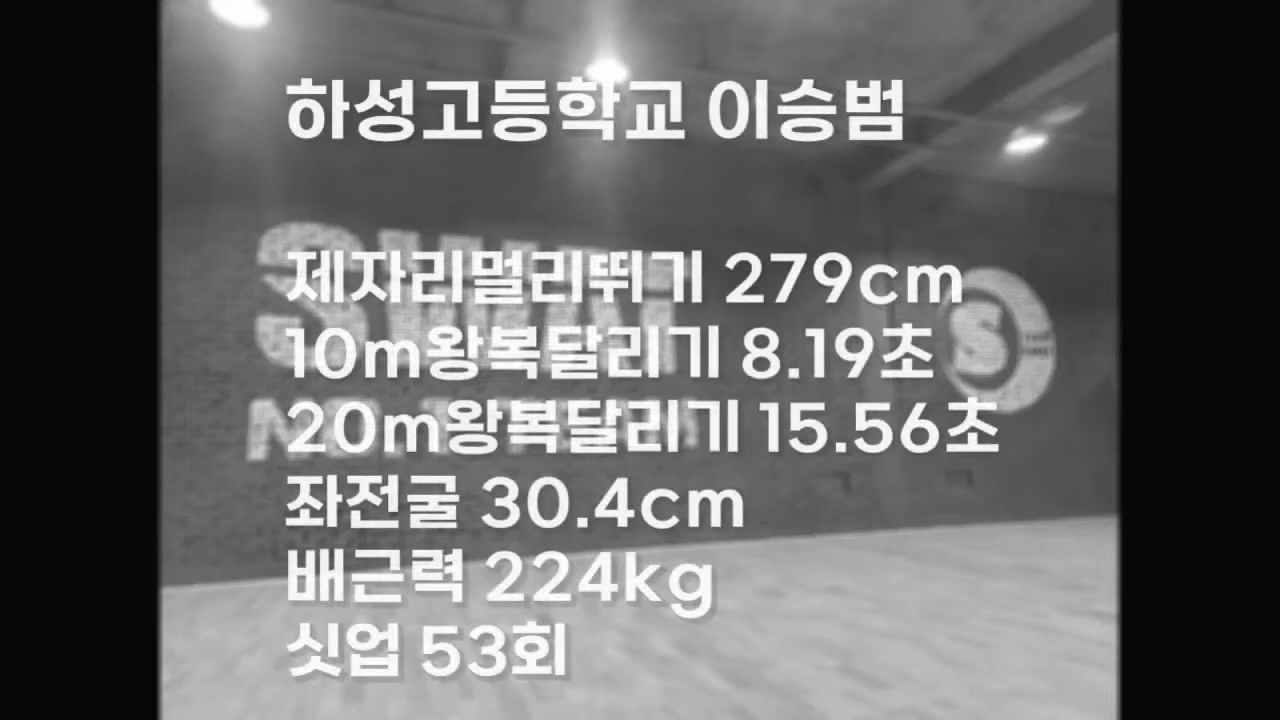 하성고등학교 이승범
제자리멀리뛰기 279cm
10m왕복달리기 8.19초
20m왕복달리기 15.56초
좌전굴 30.4cm
배근력 224kg
싯업 53회
S